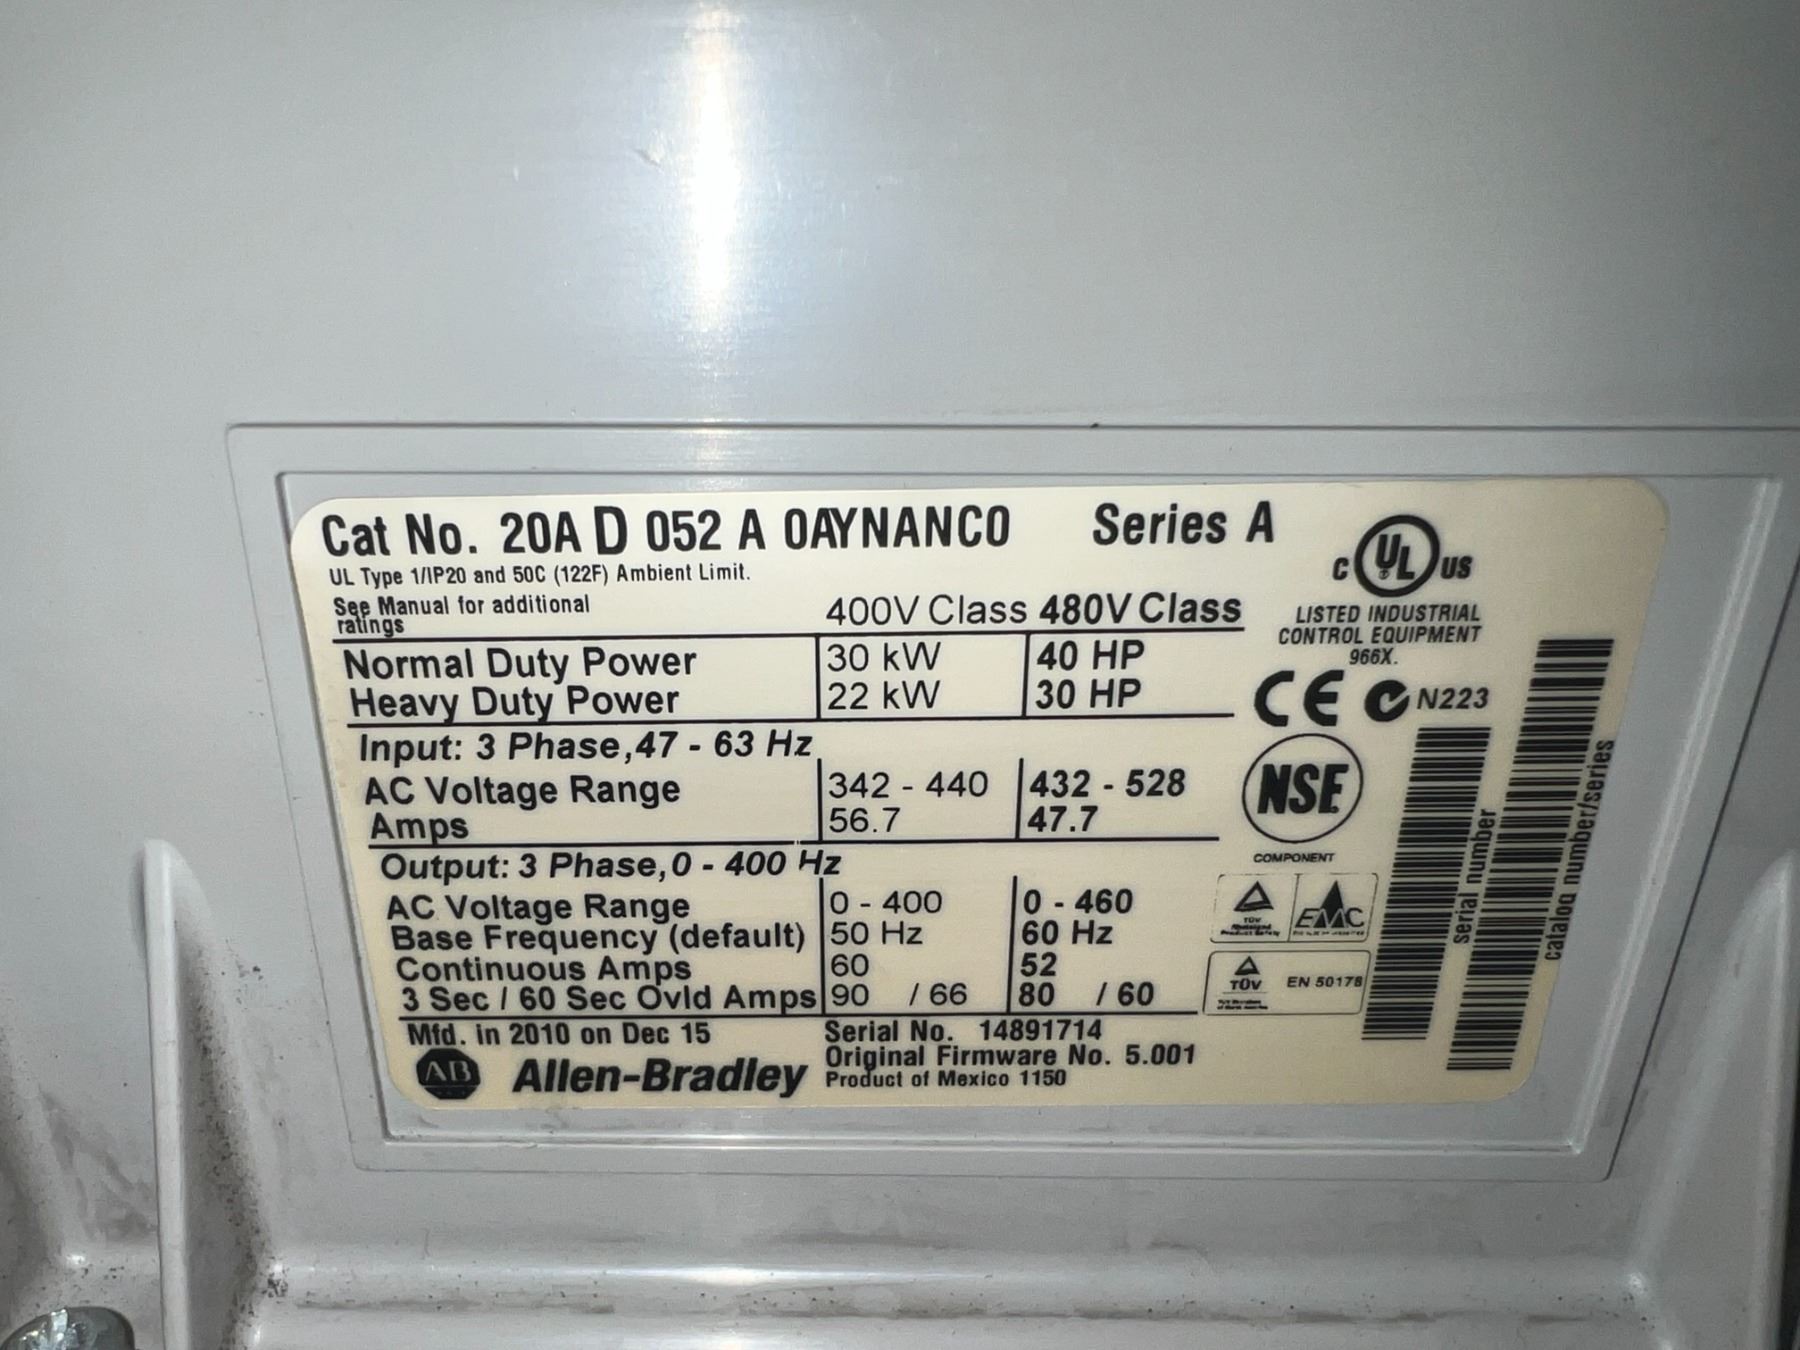 Cat No. 20A D 052 A 0AYNANC0 Series A
UL Type 1/IP20 and 50C (122F) Ambient Limit.
See Manual for additional
ratings
400V Class 480V Class
Normal Duty Power 30 kW 40 HP
Heavy Duty Power 22 kW 30 HP
Input: 3 Phase,47 - 63 Hz
AC Voltage Range 342 - 440 432 - 528
Amps 56.7 47.7
Output: 3 Phase,0 - 400 Hz
AC Voltage Range 0 - 400 0 - 460
Base Frequency (default) 50 Hz 60 Hz
Continuous Amps 60 52
3 Sec / 60 Sec Ovld Amps 90 / 66 80 / 60
Mfd. in 2010 on Dec 15
Serial No. 14891714
Original Firmware No. 5.001
Product of Mexico 1150
AB Allen-Bradley
C UL US
LISTED INDUSTRIAL
CONTROL EQUIPMENT
966X.
CE N223
NSE
COMPONENT
TÜV
EMC
TÜV
EN 50178
serial number
catalog number/series